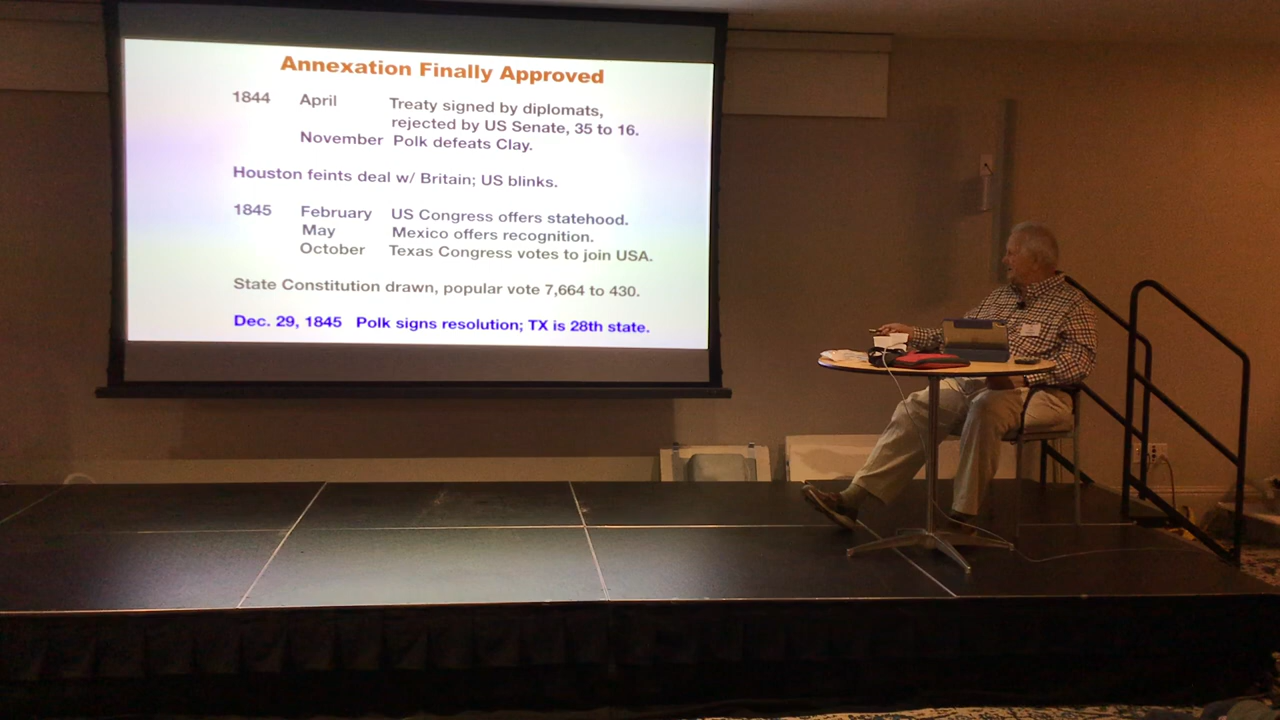 Annexation Finally Approved
1844 April Treaty signed by diplomats,
rejected by US Senate, 35 to 16.
November Polk defeats Clay.
Houston feints deal w/ Britain; US blinks.
1845 February US Congress offers statehood.
May Mexico offers recognition.
October Texas Congress votes to join USA.
State Constitution drawn, popular vote 7,664 to 430.
Dec. 29, 1845 Polk signs resolution; TX is 28th state.